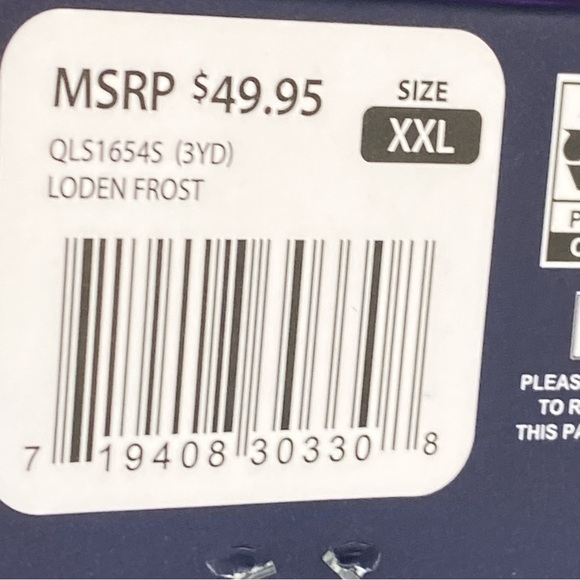 MSRP $49.95
SIZE
XXL
QLS1654S (3YD)
LODEN FROST
7 19408 30330 8
PLEAS
TO R
THIS PA